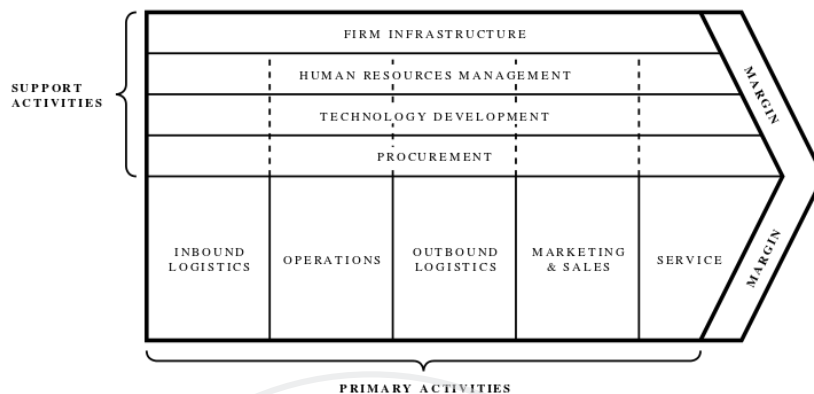 FIRM INFRASTRUCTURE
HUMAN RESOURCES MANAGEMENT
SUPPORT
ACTIVITIES
TECHNOLOGY DEVELOPMENT
PROCUREMENT
MARGIN
INBOUND
LOGISTICS
OPERATIONS
OUTBOUND
LOGISTICS
MARKETING
& SALES
SERVICE
MARGIN
PRIMARY ACTIVITIES